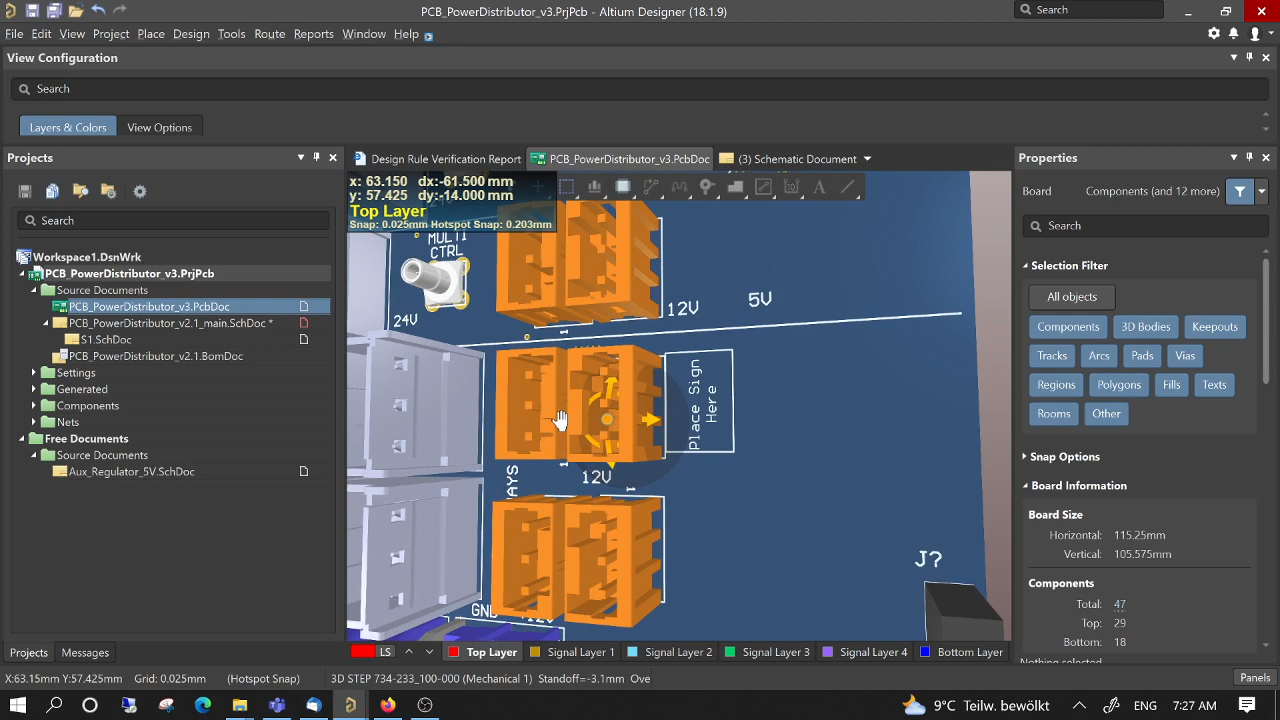 PCB_PowerDistributor_v3.PrjPcb - Altium Designer (18.1.9)
Search
File Edit View Project Place Design Tools Route Reports Window Help
View Configuration
Search
Layers & Colors View Options
Projects
Design Rule Verification Report
PCB_PowerDistributor_v3.PcbDoc
(3) Schematic Document
Properties
x: 63.150 dx:-61.500 mm
y: 57.425 dy:-14.000 mm
Top Layer
Snap: 0.025mm Hotspot Snap: 0.203mm
Board Components (and 12 more)
Search
Search
Workspace1.DsnWrk
PCB_PowerDistributor_v3.PrjPcb
Source Documents
PCB_PowerDistributor_v3.PcbDoc
PCB_PowerDistributor_v2.1_main.SchDoc *
S1.SchDoc
PCB_PowerDistributor_v2.1.BomDoc
Settings
Generated
Components
Nets
Free Documents
Source Documents
Aux_Regulator_5V.SchDoc
MULTI
CTRL
24V
12V
5V
1
Place Sign
Here
1
12V
1
J?
GND
Selection Filter
All objects
Components 3D Bodies Keepouts
Tracks Arcs Pads Vias
Regions Polygons Fills Texts
Rooms Other
Snap Options
Board Information
Board Size
Horizontal: 115.25mm
Vertical: 105.575mm
Components
Total: 47
Top: 29
Bottom: 18
Nothing selected
Projects Messages
LS Top Layer Signal Layer 1 Signal Layer 2 Signal Layer 3 Signal Layer 4 Bottom Layer
X:63.15mm Y:57.425mm Grid: 0.025mm (Hotspot Snap) 3D STEP 734-233_100-000 (Mechanical 1) Standoff=-3.1mm Ove
Panels
9°C Teilw. bewölkt ENG 7:27 AM